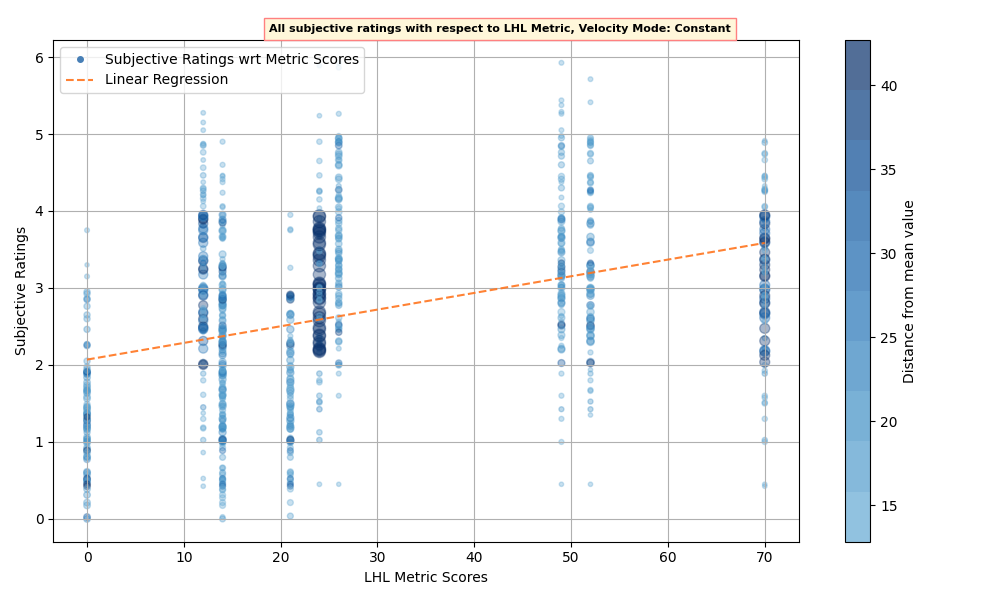 All subjective ratings with respect to LHL Metric, Velocity Mode: Constant
Subjective Ratings wrt Metric Scores
Linear Regression
6
5
4
3
2
1
0
Subjective Ratings
0 10 20 30 40 50 60 70
LHL Metric Scores
40
35
30
25
20
15
Distance from mean value